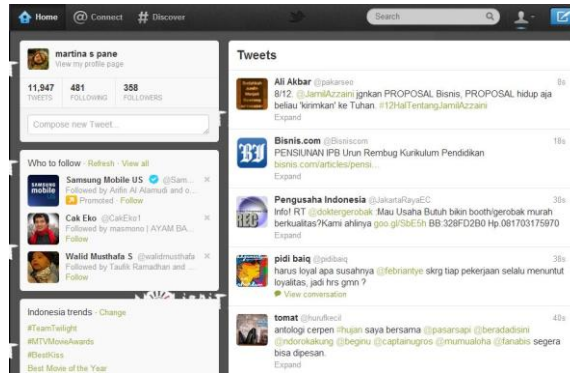 Home
@ Connect
# Discover
Search
martina s pane
View my profile page
11,947
TWEETS
481
FOLLOWING
358
FOLLOWERS
Compose new Tweet...
Who to follow · Refresh · View all
Samsung Mobile US @Sam...
Followed by Arifin Al Alamudi and o...
Promoted · Follow
Cak Eko @CakEko1
Followed by masmono | AYAM BA...
Follow
Walid Musthafa S @walidmusthafa
Followed by Taufik Ramadhan and ...
Follow
Indonesia trends · Change
#TeamTwilight
#MTVMovieAwards
#BestKiss
Best Movie of the Year
Tweets
Ali Akbar @pakarseo 8s
8/12. @JamilAzzaini jgnkan PROPOSAL Bisnis, PROPOSAL hidup aja
beliau 'kirimkan' ke Tuhan. #12HalTentangJamilAzzaini
Expand
Bisnis.com @Bisniscom 18s
PENSIUNAN IPB Urun Rembug Kurikulum Pendidikan
bisnis.com/articles/pensi...
Expand
Pengusaha Indonesia @JakartaRayaEC 30s
Info! RT @doktergerobak :Mau Usaha Butuh bikin booth/gerobak murah
berkualitas?Kami ahlinya goo.gl/SbE5h BB:328FD2B0 Hp.081703175970
Expand
pidi baiq @pidibaiq 38s
harus loyal apa susahnya @febriantye skrg tiap pekerjaan selalu menuntut
loyalitas, jadi hrs gmn ?
View conversation
tomat @hurufkecil 40s
antologi cerpen #hujan saya bersama @pasarsapi @beradadisini
@ndorokakung @beginu @captainugros @mumualoha @fanabis segera
bisa dipesan.
Expand